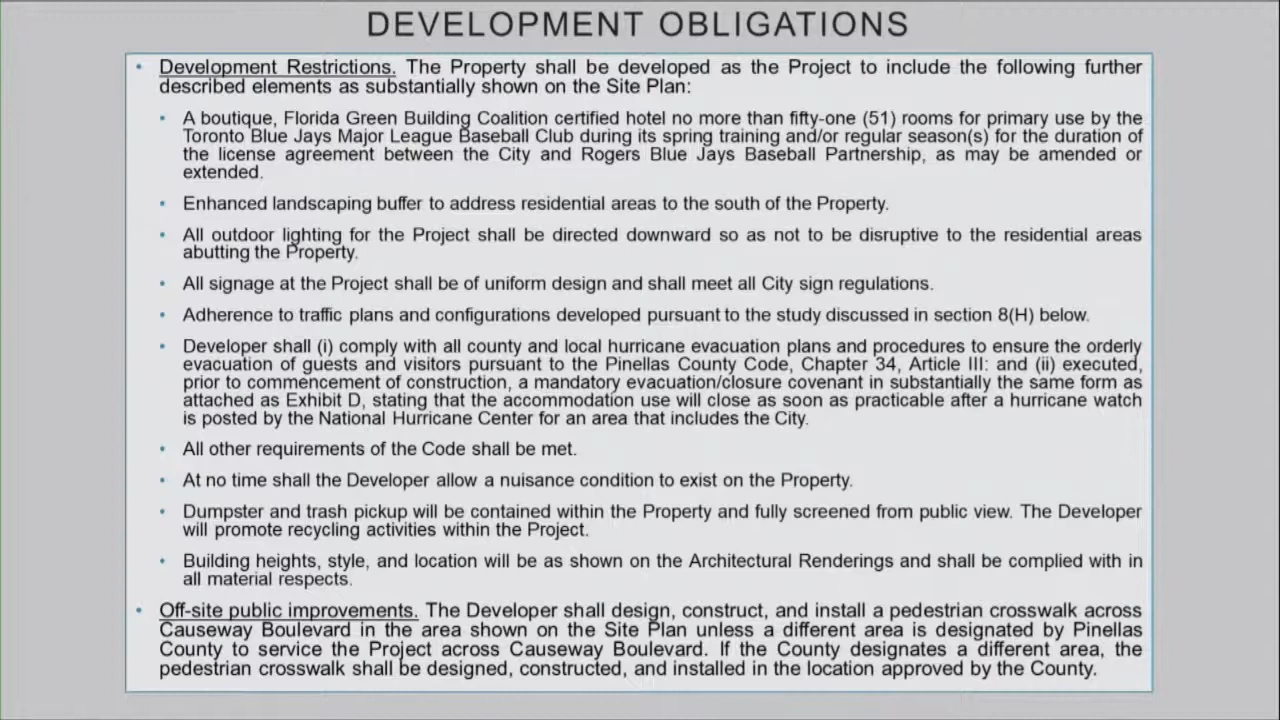 DEVELOPMENT OBLIGATIONS
• Development Restrictions. The Property shall be developed as the Project to include the following further
described elements as substantially shown on the Site Plan:
• A boutique, Florida Green Building Coalition certified hotel no more than fifty-one (51) rooms for primary use by the
Toronto Blue Jays Major League Baseball Club during its spring training and/or regular season(s) for the duration of
the license agreement between the City and Rogers Blue Jays Baseball Partnership, as may be amended or
extended.
• Enhanced landscaping buffer to address residential areas to the south of the Property.
• All outdoor lighting for the Project shall be directed downward so as not to be disruptive to the residential areas
abutting the Property.
• All signage at the Project shall be of uniform design and shall meet all City sign regulations.
• Adherence to traffic plans and configurations developed pursuant to the study discussed in section 8(H) below.
• Developer shall (i) comply with all county and local hurricane evacuation plans and procedures to ensure the orderly
evacuation of guests and visitors pursuant to the Pinellas County Code, Chapter 34, Article III: and (ii) executed,
prior to commencement of construction, a mandatory evacuation/closure covenant in substantially the same form as
attached as Exhibit D, stating that the accommodation use will close as soon as practicable after a hurricane watch
is posted by the National Hurricane Center for an area that includes the City.
• All other requirements of the Code shall be met.
• At no time shall the Developer allow a nuisance condition to exist on the Property.
• Dumpster and trash pickup will be contained within the Property and fully screened from public view. The Developer
will promote recycling activities within the Project.
• Building heights, style, and location will be as shown on the Architectural Renderings and shall be complied with in
all material respects.
• Off-site public improvements. The Developer shall design, construct, and install a pedestrian crosswalk across
Causeway Boulevard in the area shown on the Site Plan unless a different area is designated by Pinellas
County to service the Project across Causeway Boulevard. If the County designates a different area, the
pedestrian crosswalk shall be designed, constructed, and installed in the location approved by the County.